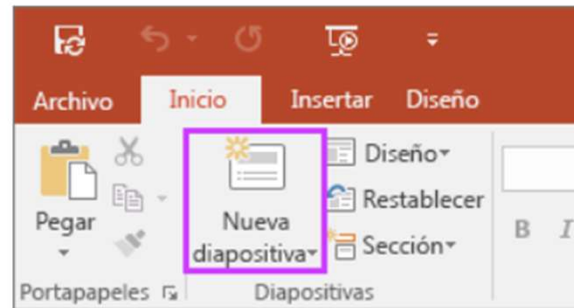 Archivo Inicio Insertar Diseño
Diseño
Restablecer
Pegar Nueva
diapositiva Sección
B I
Portapapeles Diapositivas